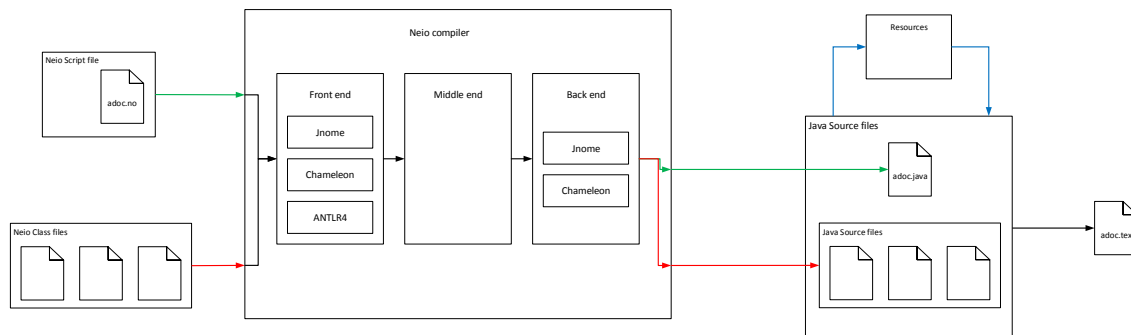 Neio compiler
Resources
Neio Script file
adoc.no
Front end
Middle end
Back end
Jnome
Chameleon
ANTLR4
Jnome
Chameleon
Java Source files
adoc.java
Neio Class files
Java Source files
adoc.tex